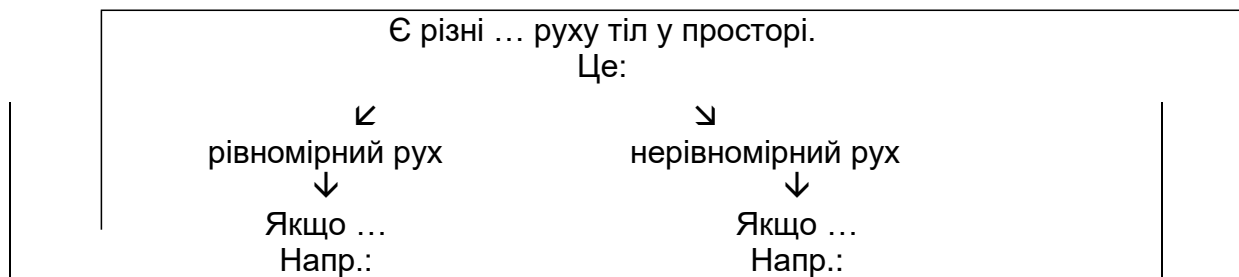 Є різні … руху тіл у просторі.
Це:
🡿 🡾
рівномірний рух нерівномірний рух
🡻 🡻
Якщо … Якщо …
Напр.: Напр.: